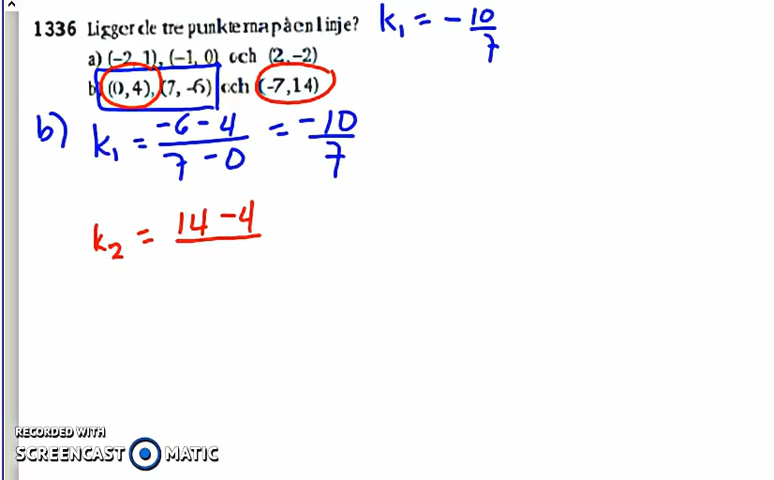 1336 Ligger de tre punkterna på en linje?
a) (-2, 1), (-1, 0) och (2, -2)
b) (0,4), (7, -6) och (-7,14)
k₁ = - 10/7
b) k₁ = -6-4 / 7-0 = -10/7
k₂ = 14-4
RECORDED WITH
SCREENCAST MATIC